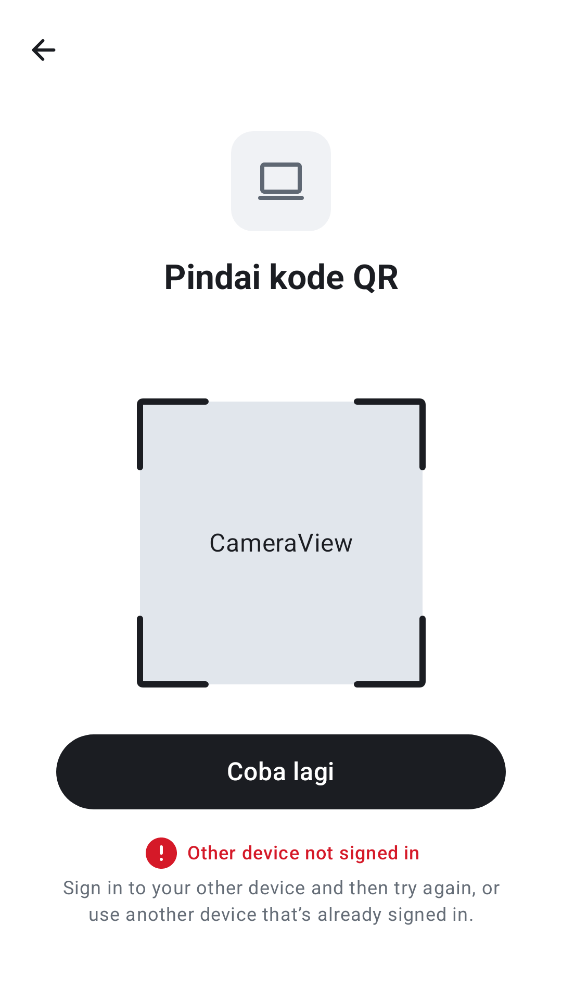 Pindai kode QR
CameraView
Coba lagi
Other device not signed in
Sign in to your other device and then try again, or
use another device that’s already signed in.